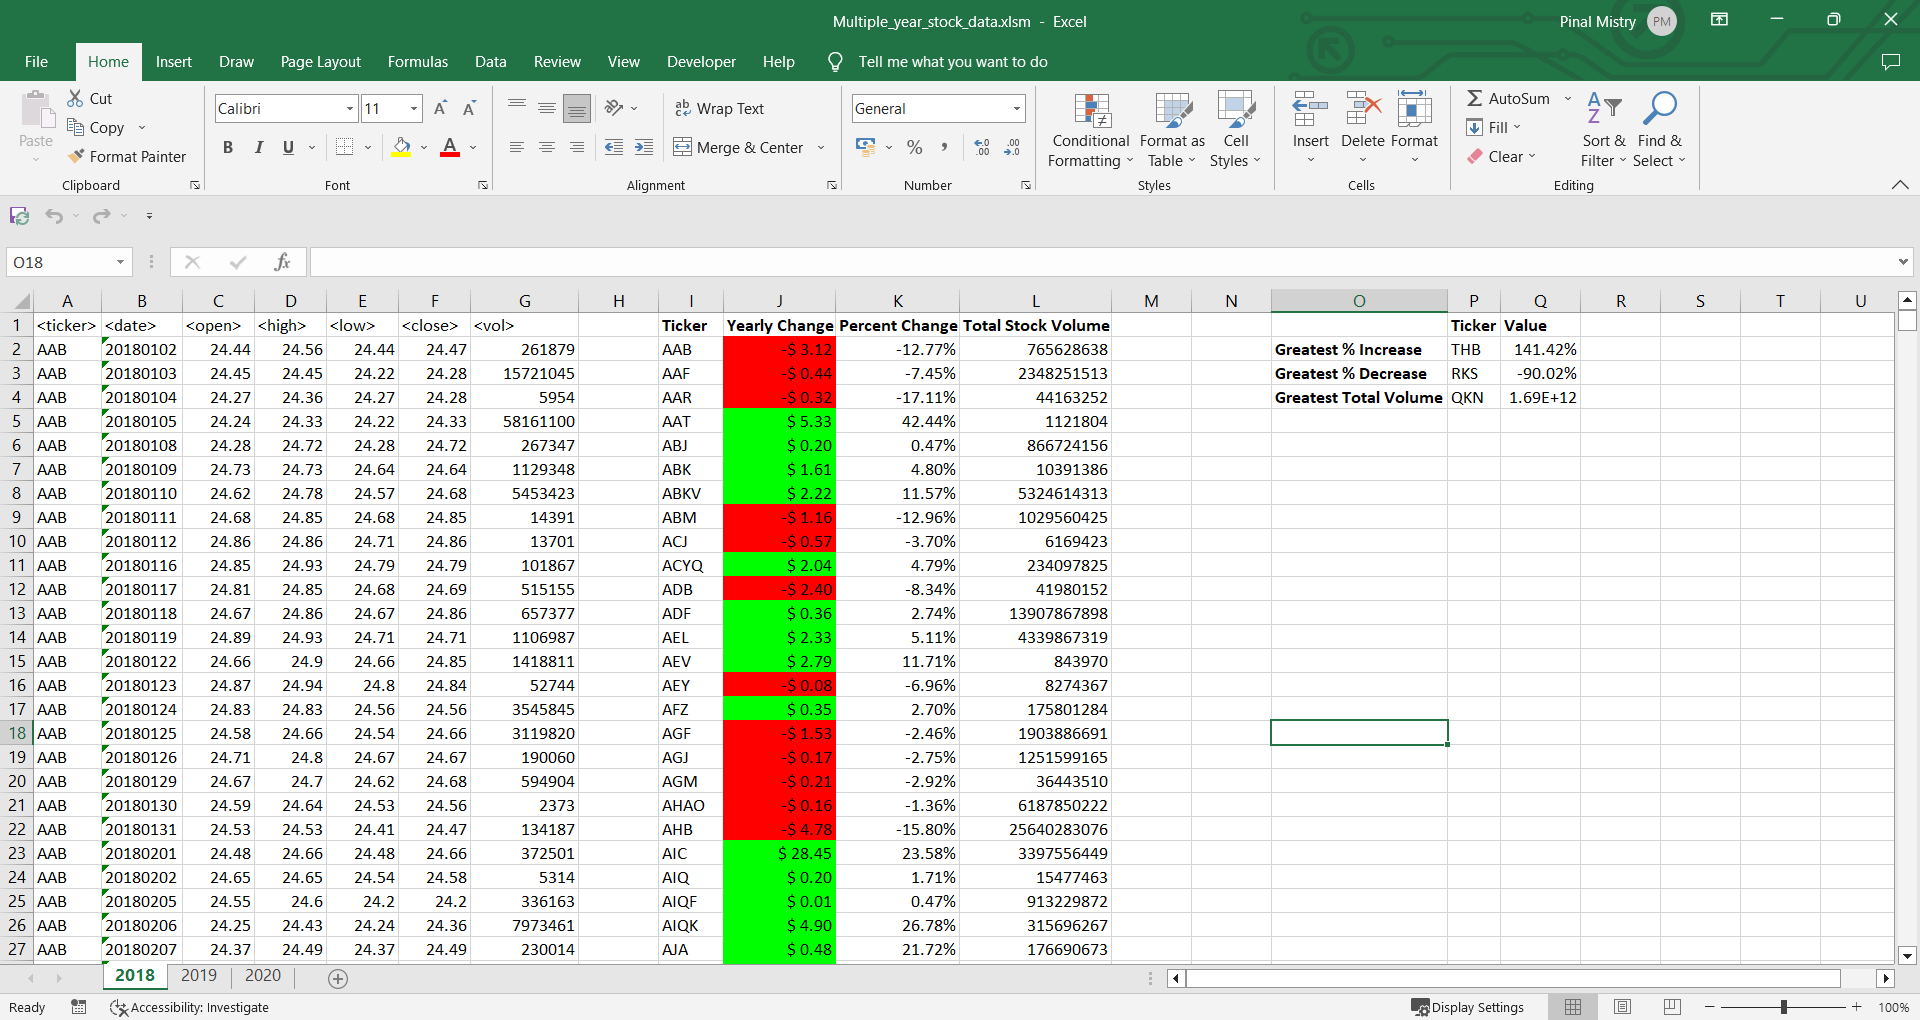 Multiple_year_stock_data.xlsm - Excel
Pinal Mistry PM
File Home Insert Draw Page Layout Formulas Data Review View Developer Help Tell me what you want to do
Paste
Cut
Copy
Format Painter
Clipboard
Calibri 11
B I U
Font
Wrap Text
Merge & Center
Alignment
General
Number
Conditional Formatting
Format as Table
Cell Styles
Styles
Insert Delete Format
Cells
AutoSum
Fill
Clear
Sort & Filter
Find & Select
Editing
O18
fx
A B C D E F G H I J K L M N O P Q R S T U
1 <ticker> <date> <open> <high> <low> <close> <vol> Ticker Yearly Change Percent Change Total Stock Volume Ticker Value
2 AAB 20180102 24.44 24.56 24.44 24.47 261879 AAB -$ 3.12 -12.77% 765628638 Greatest % Increase THB 141.42%
3 AAB 20180103 24.45 24.45 24.22 24.28 15721045 AAF -$ 0.44 -7.45% 2348251513 Greatest % Decrease RKS -90.02%
4 AAB 20180104 24.27 24.36 24.27 24.28 5954 AAR -$ 0.32 -17.11% 44163252 Greatest Total Volume QKN 1.69E+12
5 AAB 20180105 24.24 24.33 24.22 24.33 58161100 AAT $ 5.33 42.44% 1121804
6 AAB 20180108 24.28 24.72 24.28 24.72 267347 ABJ $ 0.20 0.47% 866724156
7 AAB 20180109 24.73 24.73 24.64 24.64 1129348 ABK $ 1.61 4.80% 10391386
8 AAB 20180110 24.62 24.78 24.57 24.68 5453423 ABKV $ 2.22 11.57% 5324614313
9 AAB 20180111 24.68 24.85 24.68 24.85 14391 ABM -$ 1.16 -12.96% 1029560425
10 AAB 20180112 24.86 24.86 24.71 24.86 13701 ACJ -$ 0.57 -3.70% 6169423
11 AAB 20180116 24.85 24.93 24.79 24.79 101867 ACYQ $ 2.04 4.79% 234097825
12 AAB 20180117 24.81 24.85 24.68 24.69 515155 ADB -$ 2.40 -8.34% 41980152
13 AAB 20180118 24.67 24.86 24.67 24.86 657377 ADF $ 0.36 2.74% 13907867898
14 AAB 20180119 24.89 24.93 24.71 24.71 1106987 AEL $ 2.33 5.11% 4339867319
15 AAB 20180122 24.66 24.9 24.66 24.85 1418811 AEV $ 2.79 11.71% 843970
16 AAB 20180123 24.87 24.94 24.8 24.84 52744 AEY -$ 0.08 -6.96% 8274367
17 AAB 20180124 24.83 24.83 24.56 24.56 3545845 AFZ $ 0.35 2.70% 175801284
18 AAB 20180125 24.58 24.66 24.54 24.66 3119820 AGF -$ 1.53 -2.46% 1903886691
19 AAB 20180126 24.71 24.8 24.67 24.67 190060 AGJ -$ 0.17 -2.75% 1251599165
20 AAB 20180129 24.67 24.7 24.62 24.68 594904 AGM -$ 0.21 -2.92% 36443510
21 AAB 20180130 24.59 24.64 24.53 24.56 2373 AHAO -$ 0.16 -1.36% 6187850222
22 AAB 20180131 24.53 24.53 24.41 24.47 134187 AHB -$ 4.78 -15.80% 25640283076
23 AAB 20180201 24.48 24.66 24.48 24.66 372501 AIC $ 28.45 23.58% 3397556449
24 AAB 20180202 24.65 24.65 24.54 24.58 5314 AIQ $ 0.20 1.71% 15477463
25 AAB 20180205 24.55 24.6 24.2 24.2 336163 AIQF $ 0.01 0.47% 913229872
26 AAB 20180206 24.25 24.43 24.24 24.36 7973461 AIQK $ 4.90 26.78% 315696267
27 AAB 20180207 24.37 24.49 24.37 24.49 230014 AJA $ 0.48 21.72% 176690673
2018 2019 2020
Ready Accessibility: Investigate Display Settings 100%